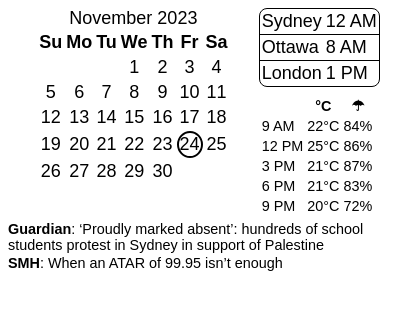 November 2023
Su Mo Tu We Th Fr Sa
1 2 3 4
5 6 7 8 9 10 11
12 13 14 15 16 17 18
19 20 21 22 23 24 25
26 27 28 29 30
Sydney 12 AM
Ottawa 8 AM
London 1 PM
°C ☂
9 AM 22°C 84%
12 PM 25°C 86%
3 PM 21°C 87%
6 PM 21°C 83%
9 PM 20°C 72%
Guardian: ‘Proudly marked absent’: hundreds of school
students protest in Sydney in support of Palestine
SMH: When an ATAR of 99.95 isn’t enough